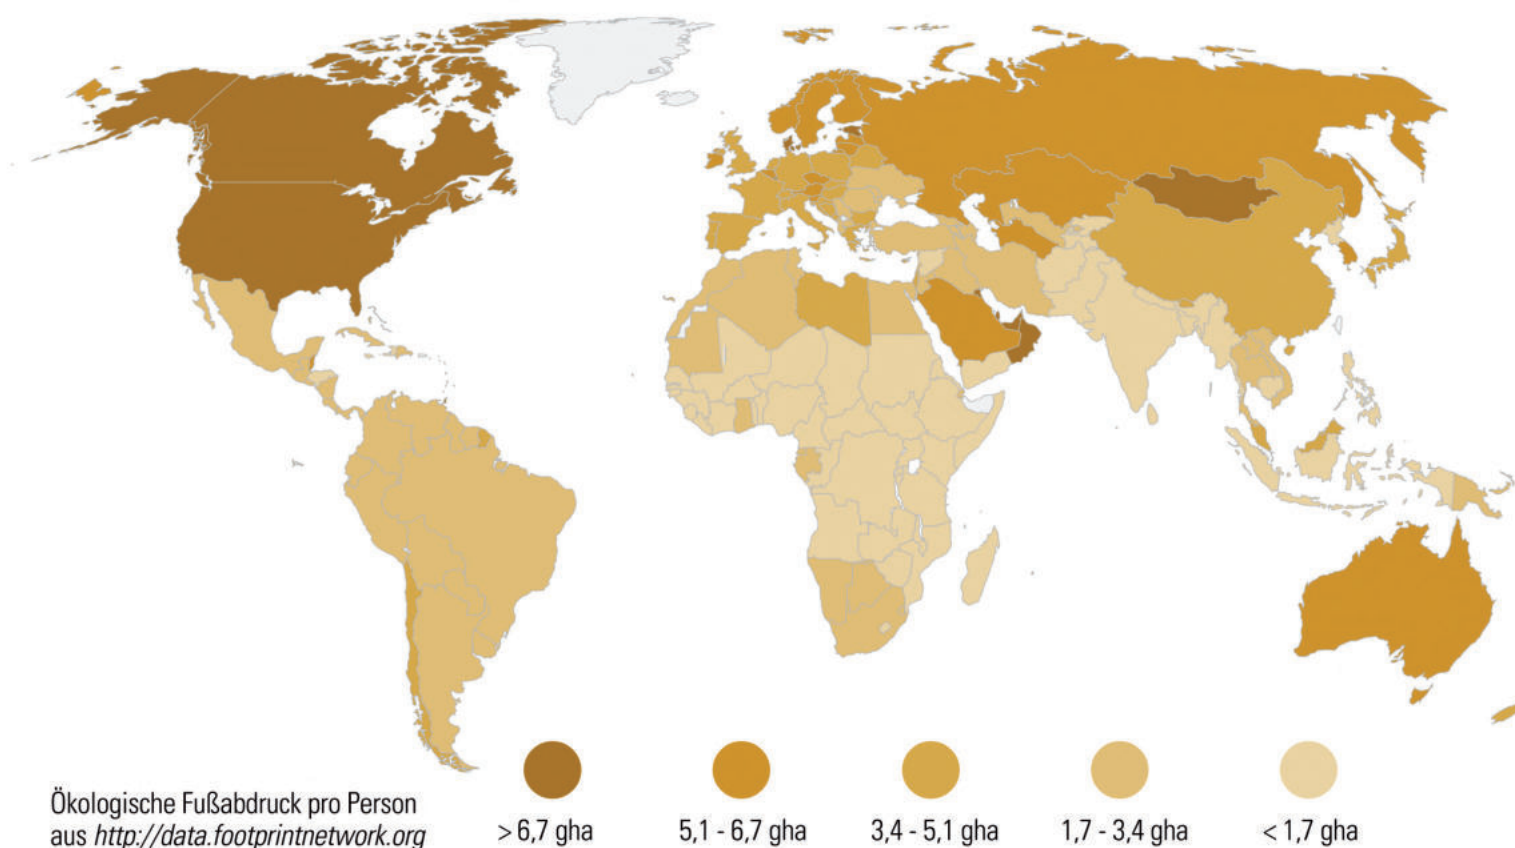 Ökologische Fußabdruck pro Person
aus http://data.footprintnetwork.org
> 6,7 gha
5,1 - 6,7 gha
3,4 - 5,1 gha
1,7 - 3,4 gha
< 1,7 gha